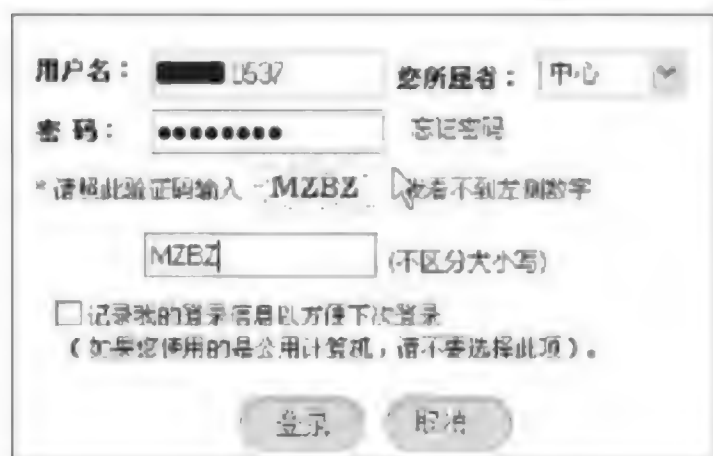 用户名： 0537 您所属省： 中心
密 码： ●●●●●●●● 忘记密码
* 请照此验证码输入 MZBZ 我看不到左侧数字
MZBZ (不区分大小写)
记录我的登录信息以方便下次登录
（如果您使用的是公用计算机，请不要选择此项）。
登录 取消